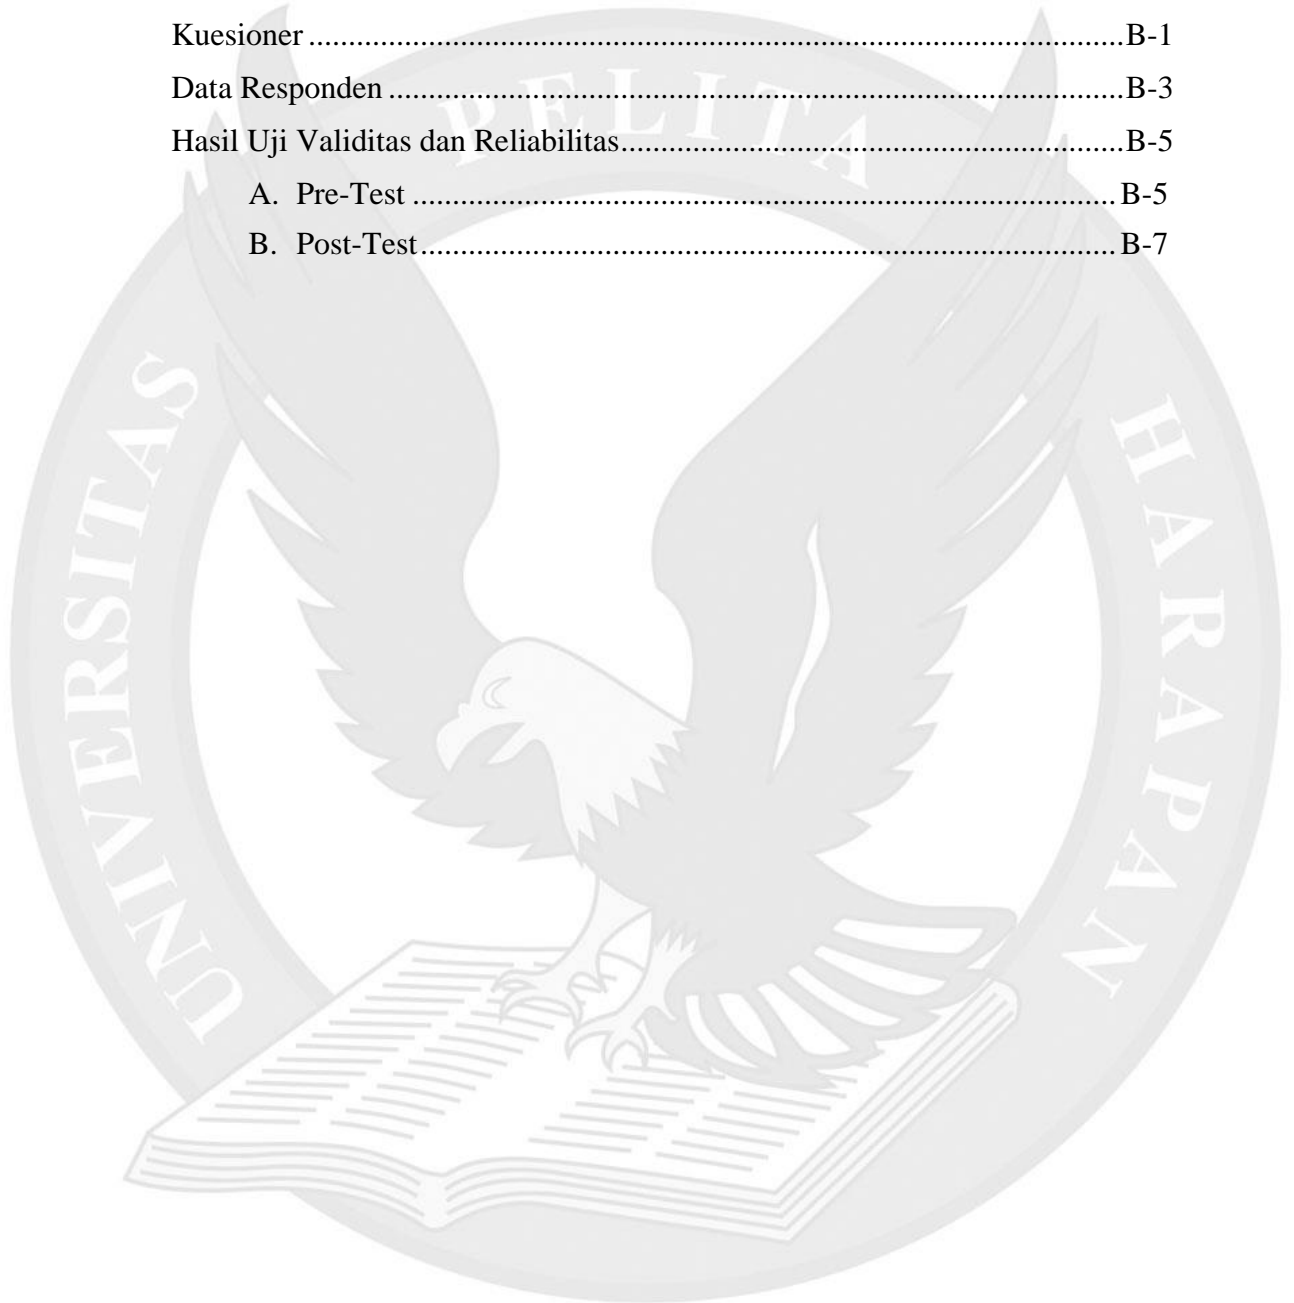 Kuesioner ........................................................................................................B-1
Data Responden ..............................................................................................B-3
Hasil Uji Validitas dan Reliabilitas................................................................B-5
A. Pre-Test ..........................................................................................B-5
B. Post-Test.........................................................................................B-7
UNIVERSITAS PELITA HARAPAN